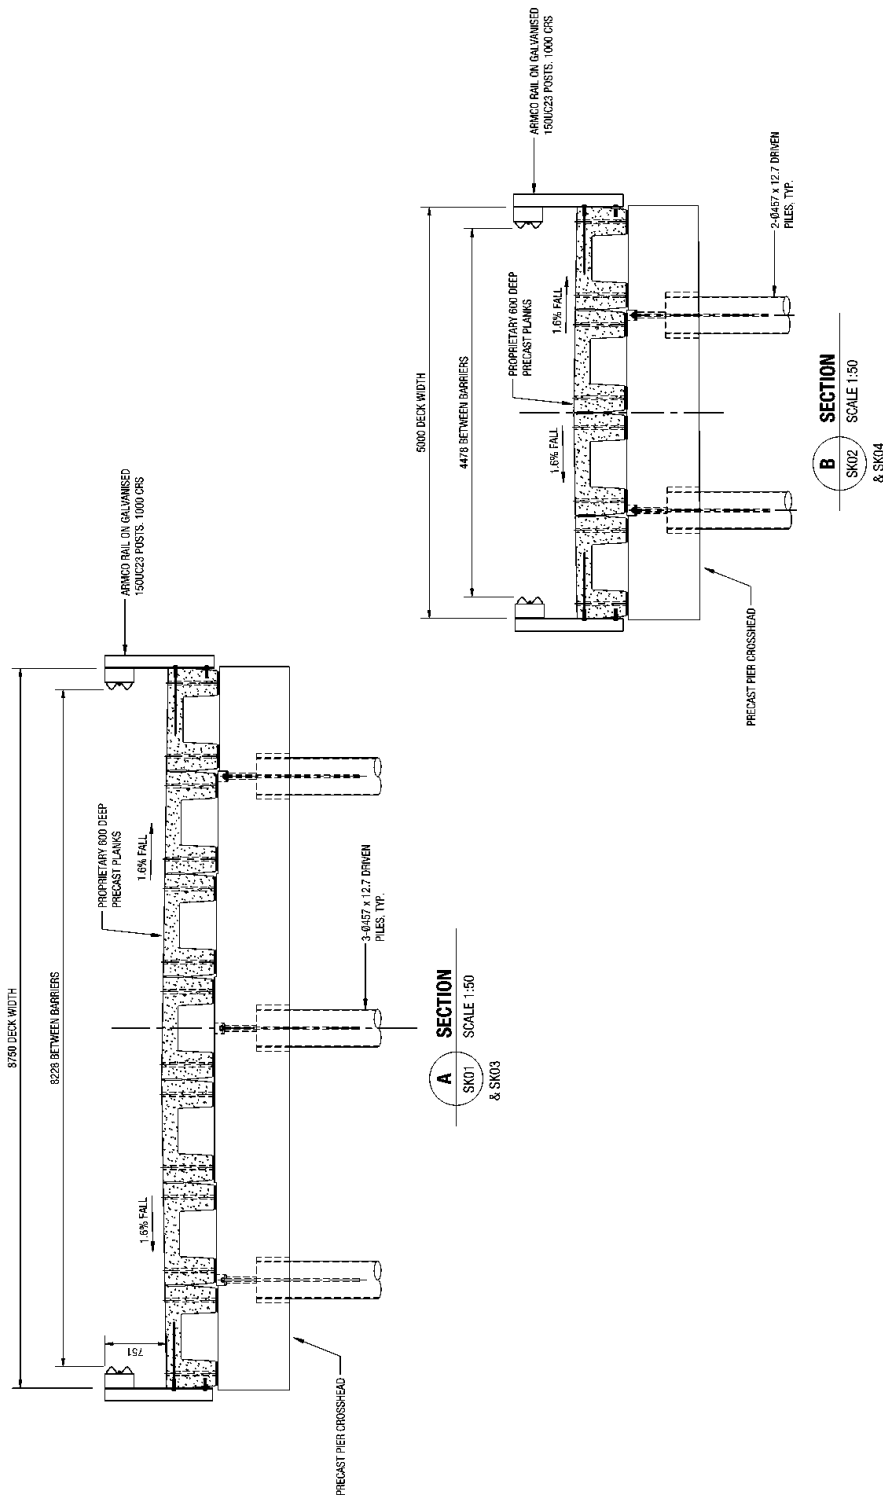 ARMCO RAIL ON GALVANISED
150UC23 POSTS. 1000 CRS
8750 DECK WIDTH
8228 BETWEEN BARRIERS
PROPRIETARY 600 DEEP
PRECAST PLANKS
1.6% FALL
1.6% FALL
751
3-Ø457 x 12.7 DRIVEN
PILES, TYP.
PRECAST PIER CROSSHEAD
A
SK01
SECTION
SCALE 1:50
& SK03
ARMCO RAIL ON GALVANISED
150UC23 POSTS. 1000 CRS
5000 DECK WIDTH
4478 BETWEEN BARRIERS
PROPRIETARY 600 DEEP
PRECAST PLANKS
1.6% FALL
1.6% FALL
2-Ø457 x 12.7 DRIVEN
PILES, TYP.
PRECAST PIER CROSSHEAD
B
SK02
SECTION
SCALE 1:50
& SK04